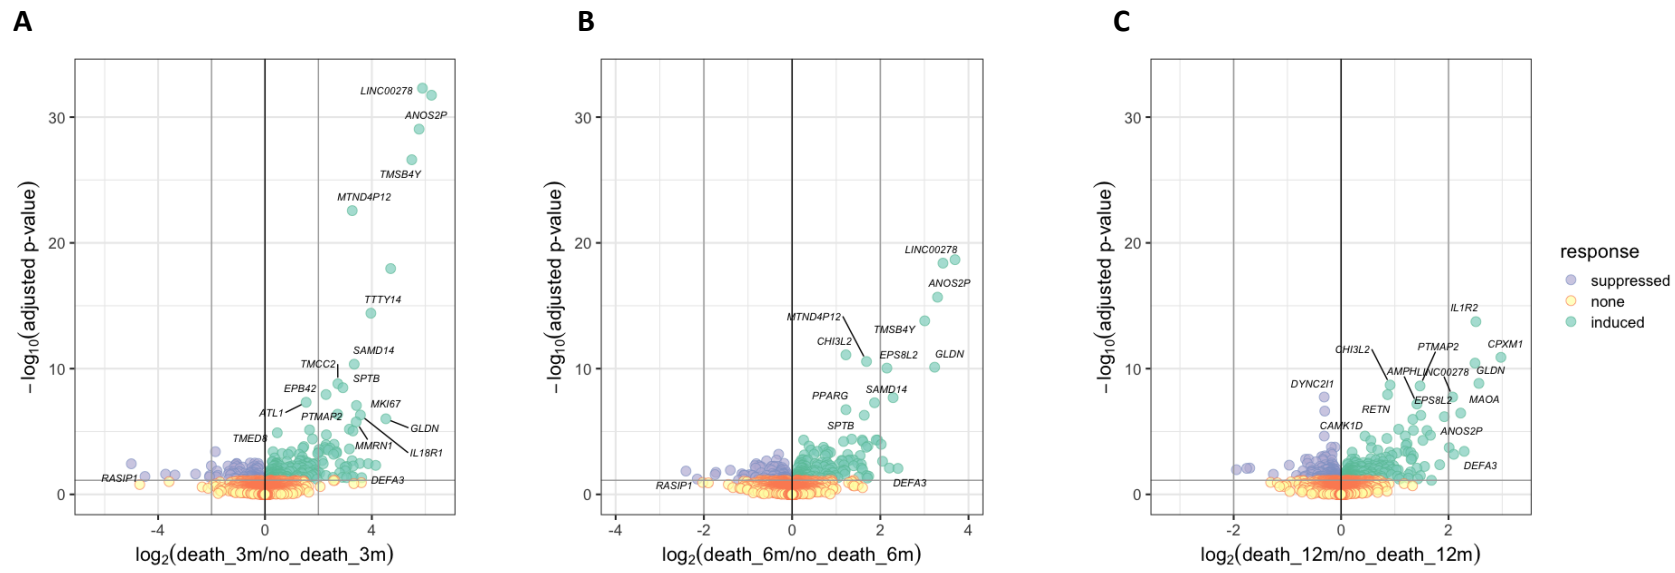 A
B
C
−log10(adjusted p-value)
30
20
10
0
LINC00278
ANOS2P
TMSB4Y
MTND4P12
TTTY14
SAMD14
TMCC2
SPTB
EPB42
ATL1
PTMAP2
MKI67
TMED8
GLDN
MMRN1
IL18R1
RASIP1
DEFA3
-4
0
4
log2(death_3m/no_death_3m)
−log10(adjusted p-value)
30
20
10
0
LINC00278
ANOS2P
MTND4P12
TMSB4Y
CHI3L2
EPS8L2
GLDN
PPARG
SAMD14
SPTB
RASIP1
DEFA3
-4
-2
0
2
4
log2(death_6m/no_death_6m)
−log10(adjusted p-value)
30
20
10
0
IL1R2
CHI3L2
PTMAP2
CPXM1
DYNC2I1
AMPH
LINC00278
GLDN
RETN
EPS8L2
MAOA
CAMK1D
ANOS2P
DEFA3
-2
0
2
log2(death_12m/no_death_12m)
response
suppressed
none
induced